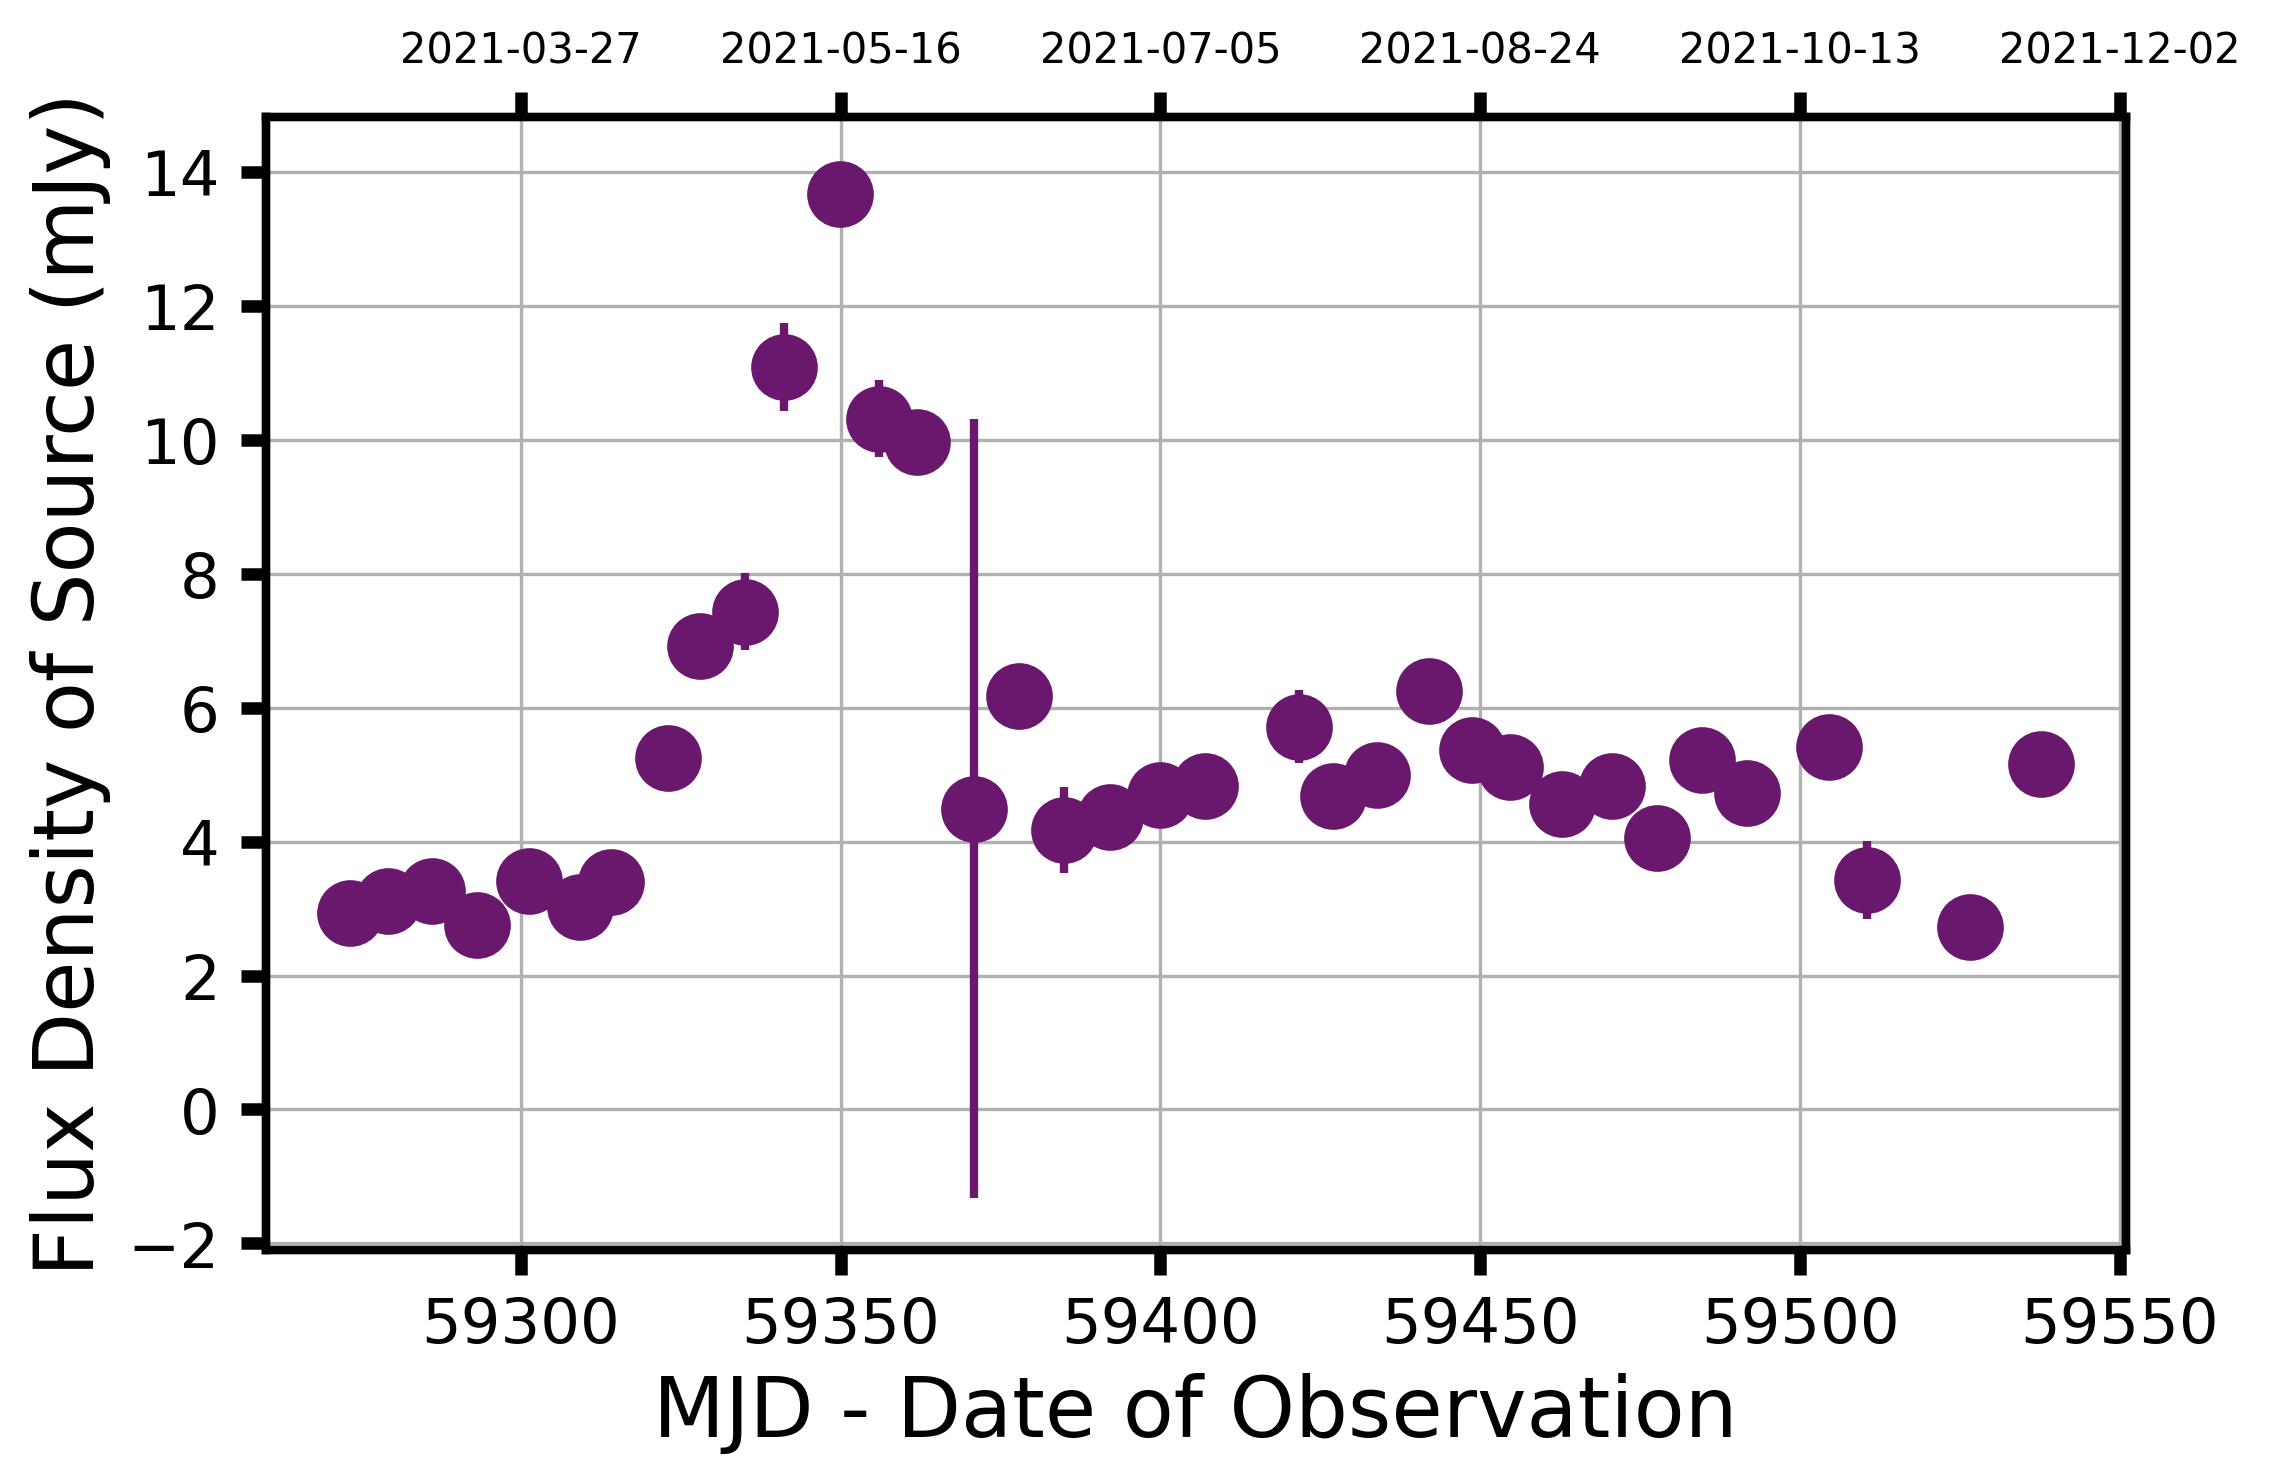 2021-03-27 2021-05-16 2021-07-05 2021-08-24 2021-10-13 2021-12-02
Flux Density of Source (mJy)
14
12
10
8
6
4
2
0
−2
59300 59350 59400 59450 59500 59550
MJD - Date of Observation